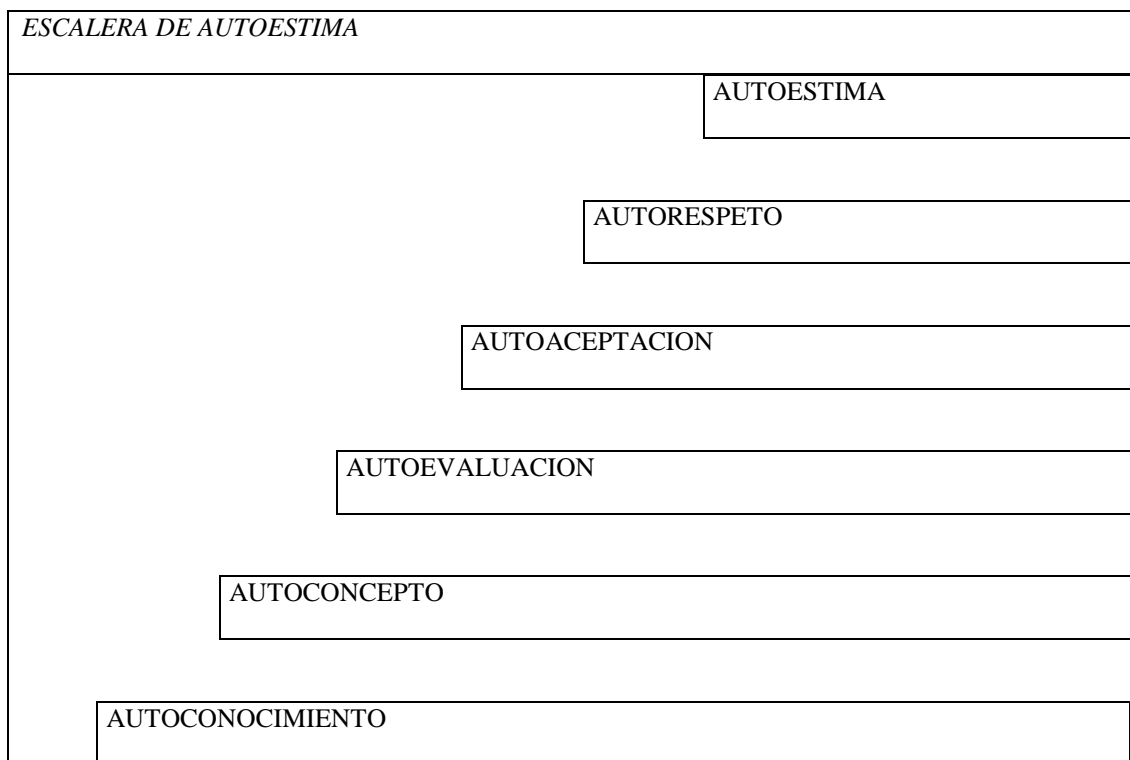 ESCALERA DE AUTOESTIMA
AUTOESTIMA
AUTORESPETO
AUTOACEPTACION
AUTOEVALUACION
AUTOCONCEPTO
AUTOCONOCIMIENTO